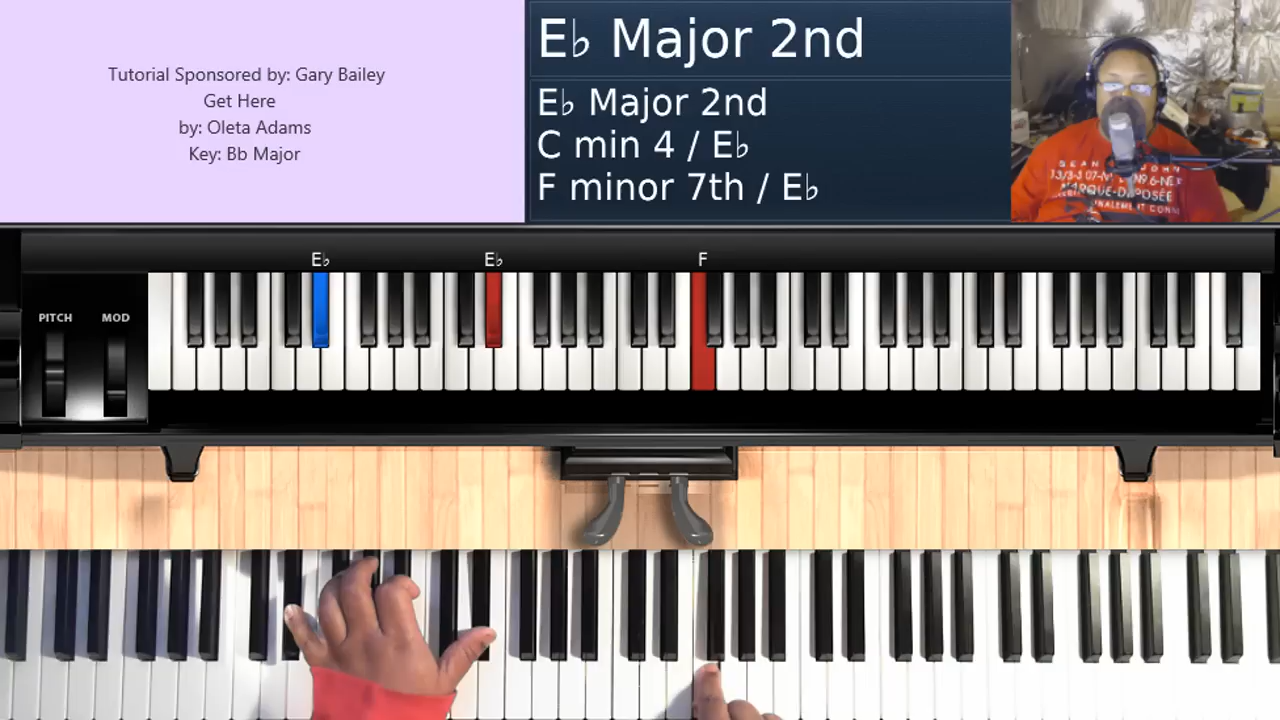 Tutorial Sponsored by: Gary Bailey
Get Here
by: Oleta Adams
Key: Bb Major
E♭ Major 2nd
E♭ Major 2nd
C min 4 / E♭
F minor 7th / E♭
E♭
E♭
F
PITCH
MOD